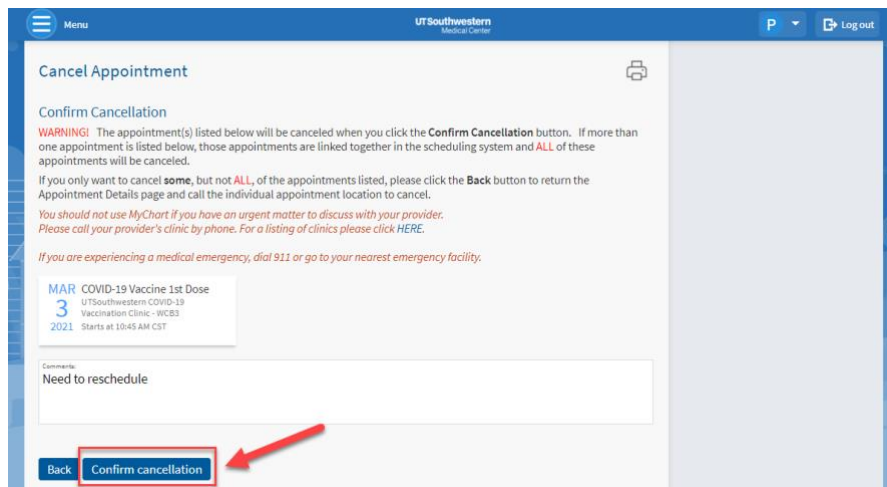 Menu
UTSouthwestern
Medical Center
P
Log out
Cancel Appointment
Confirm Cancellation
WARNING! The appointment(s) listed below will be canceled when you click the Confirm Cancellation button. If more than
one appointment is listed below, those appointments are linked together in the scheduling system and ALL of these
appointments will be canceled.
If you only want to cancel some, but not ALL, of the appointments listed, please click the Back button to return the
Appointment Details page and call the individual appointment location to cancel.
You should not use MyChart if you have an urgent matter to discuss with your provider.
Please call your provider's clinic by phone. For a listing of clinics please click HERE.
If you are experiencing a medical emergency, dial 911 or go to your nearest emergency facility.
MAR
3
2021
COVID-19 Vaccine 1st Dose
UTSouthwestern COVID-19
Vaccination Clinic - WCB3
Starts at 10:45 AM CST
Comments:
Need to reschedule
Back
Confirm cancellation